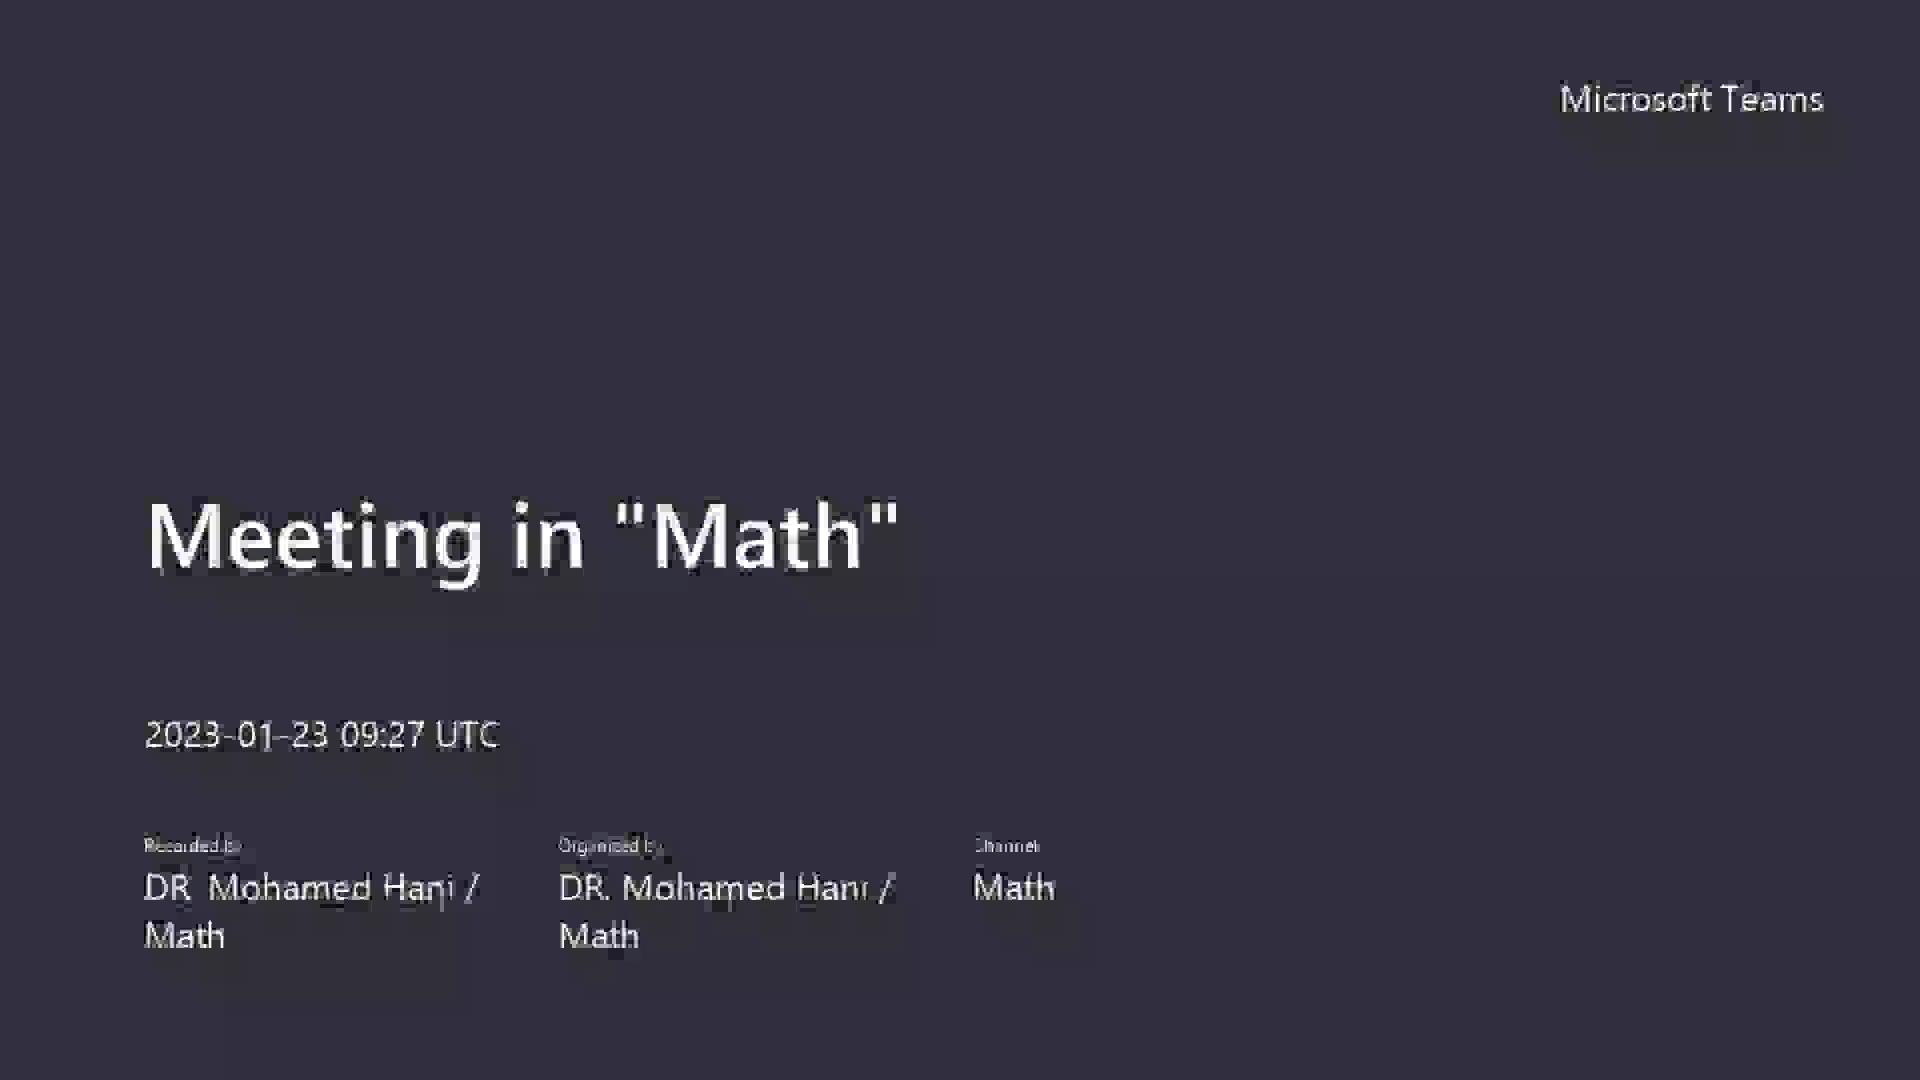 Microsoft Teams
Meeting in "Math"
2023-01-23 09:27 UTC
Recorded by
Organized by
Channel
DR. Mohamed Hani /
DR. Mohamed Hani /
Math
Math
Math